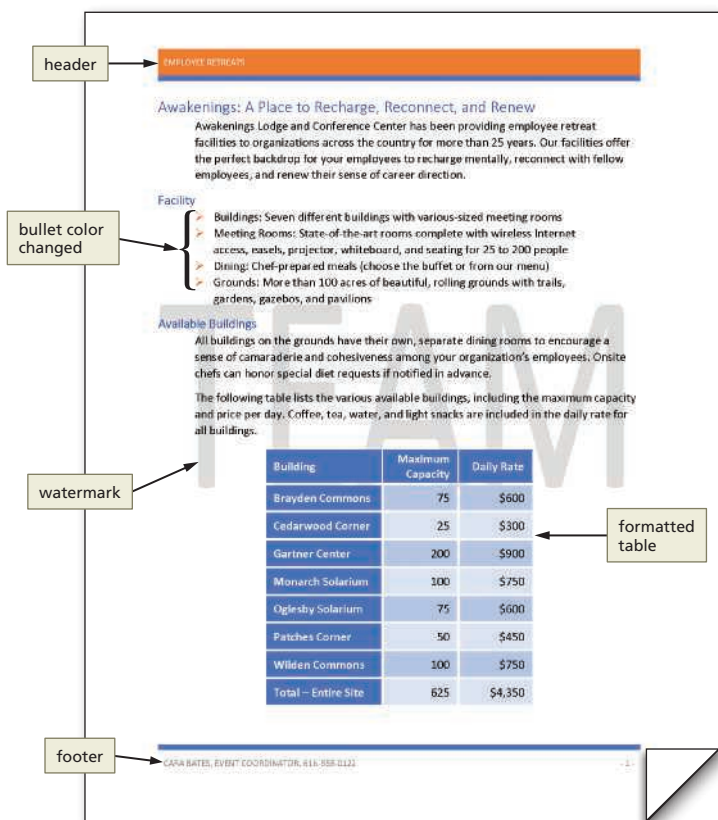 header
EMPLOYEE RETREATS
Awakenings: A Place to Recharge, Reconnect, and Renew
Awakenings Lodge and Conference Center has been providing employee retreat
facilities to organizations across the country for more than 25 years. Our facilities offer
the perfect backdrop for your employees to recharge mentally, reconnect with fellow
employees, and renew their sense of career direction.
Facility
bullet color
changed
Buildings: Seven different buildings with various-sized meeting rooms
Meeting Rooms: State-of-the-art rooms complete with wireless Internet
access, easels, projector, whiteboard, and seating for 25 to 200 people
Dining: Chef-prepared meals (choose the buffet or from our menu)
Grounds: More than 100 acres of beautiful, rolling grounds with trails,
gardens, gazebos, and pavilions
TEAM
Available Buildings
All buildings on the grounds have their own, separate dining rooms to encourage a
sense of camaraderie and cohesiveness among your organization's employees. Onsite
chefs can honor special diet requests if notified in advance.
The following table lists the various available buildings, including the maximum capacity
and price per day. Coffee, tea, water, and light snacks are included in the daily rate for
all buildings.
watermark
Building Maximum Capacity Daily Rate
Brayden Commons 75 $600
Cedarwood Corner 25 $300
Gartner Center 200 $900
Monarch Solarium 100 $750
Oglesby Solarium 75 $600
Patches Corner 50 $450
Wilden Commons 100 $750
Total – Entire Site 625 $4,350
formatted
table
footer
CARA BATES, EVENT COORDINATOR, 616-555-0122